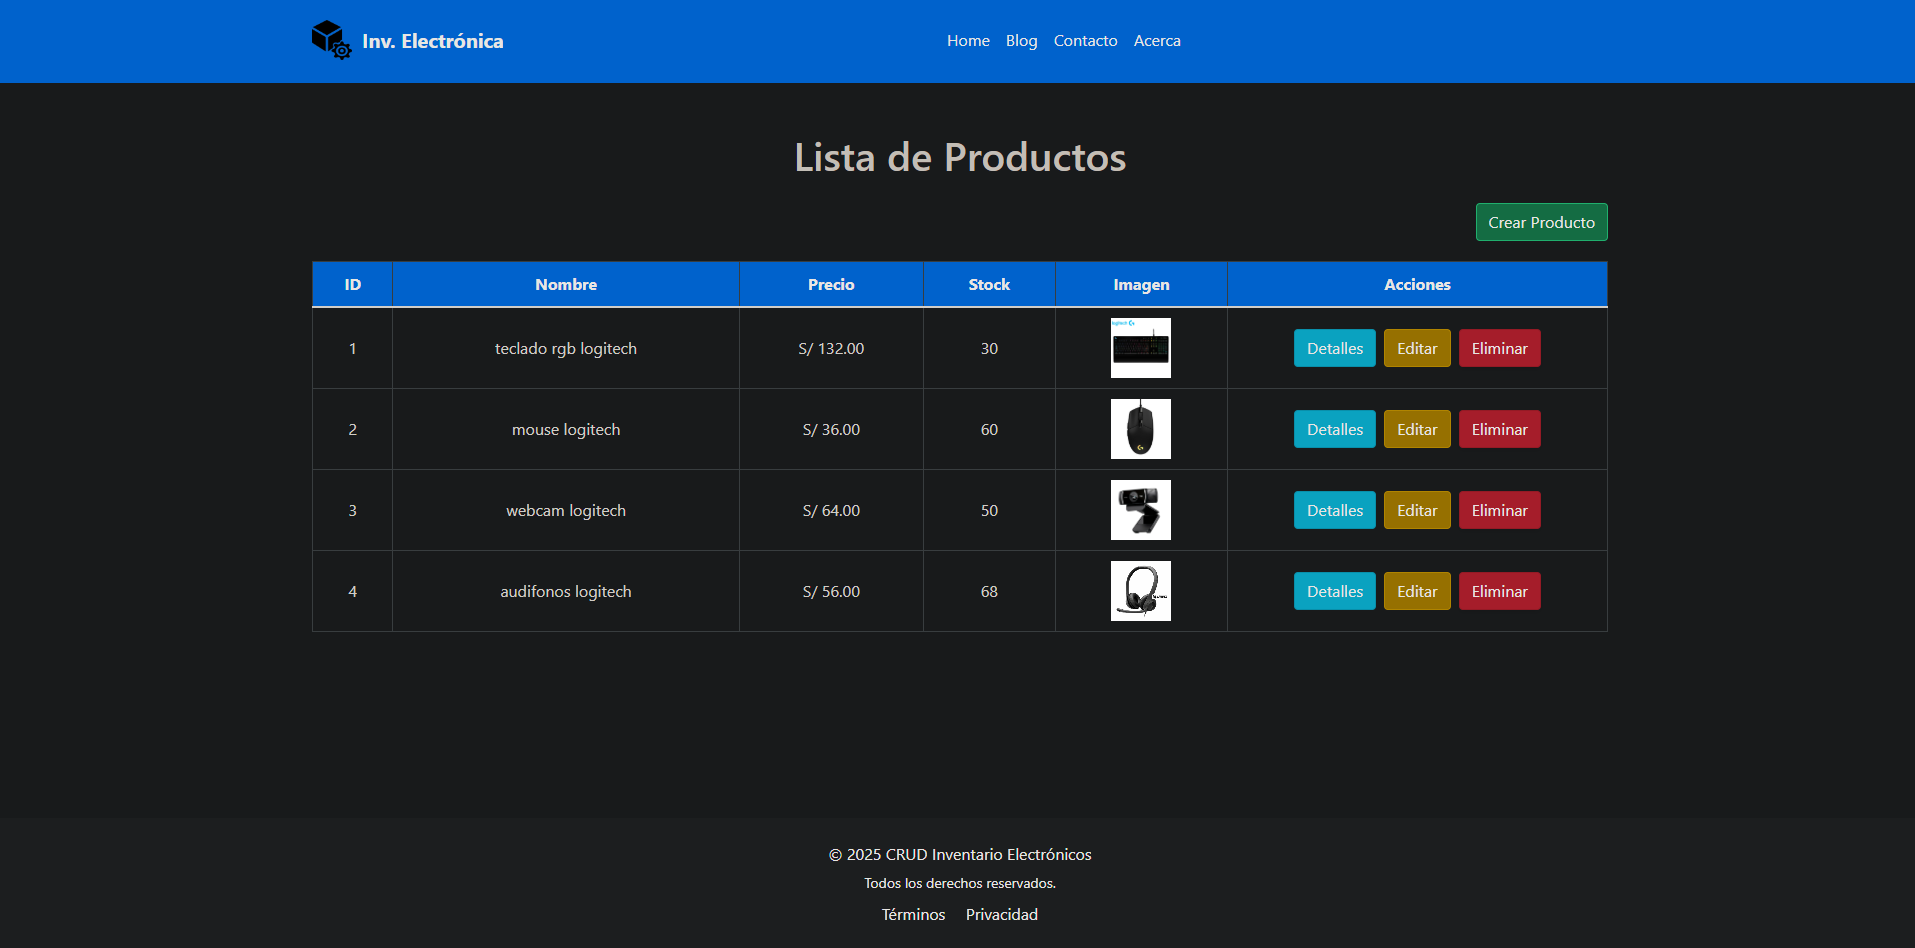 Inv. Electrónica
Home Blog Contacto Acerca
Lista de Productos
Crear Producto
ID Nombre Precio Stock Imagen Acciones
1 teclado rgb logitech S/ 132.00 30 Detalles Editar Eliminar
2 mouse logitech S/ 36.00 60 Detalles Editar Eliminar
3 webcam logitech S/ 64.00 50 Detalles Editar Eliminar
4 audifonos logitech S/ 56.00 68 Detalles Editar Eliminar
© 2025 CRUD Inventario Electrónicos
Todos los derechos reservados.
Términos Privacidad